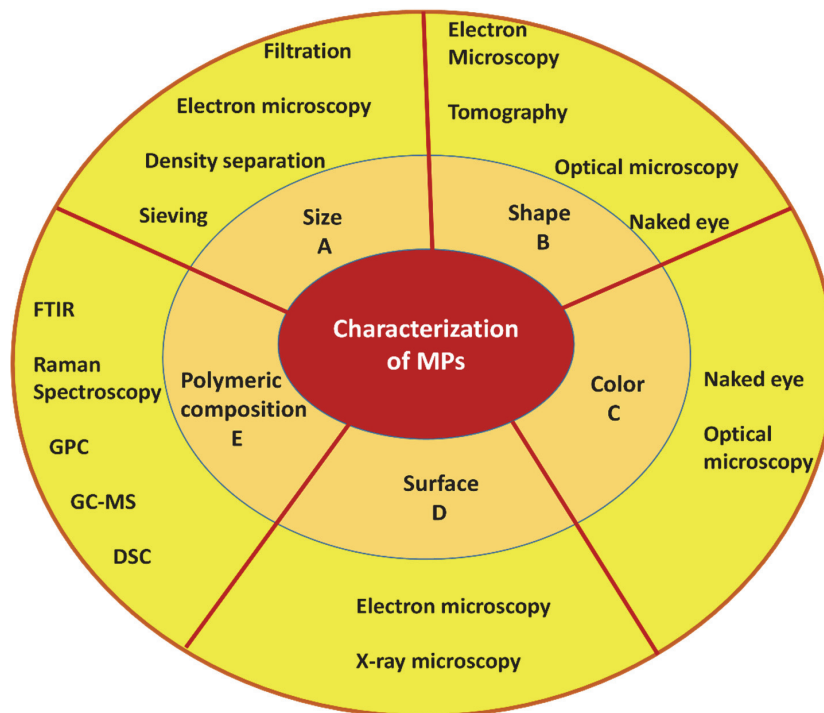 Filtration
Electron microscopy
Density separation
Sieving
Size
A
Electron
Microscopy
Tomography
Optical microscopy
Naked eye
Shape
B
Characterization
of MPs
Color
C
Naked eye
Optical
microscopy
Surface
D
Electron microscopy
X-ray microscopy
Polymeric
composition
E
FTIR
Raman
Spectroscopy
GPC
GC-MS
DSC